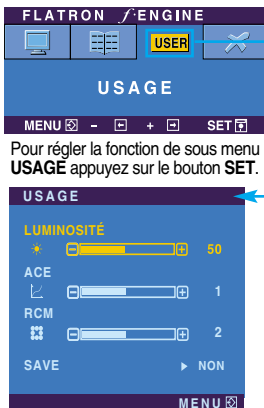 FLATRON ƒ·ENGINE
USER
USAGE
MENU - + SET
Pour régler la fonction de sous menu
USAGE appuyez sur le bouton SET.
USAGE
LUMINOSITÉ
50
ACE
1
RCM
2
SAVE NON
MENU